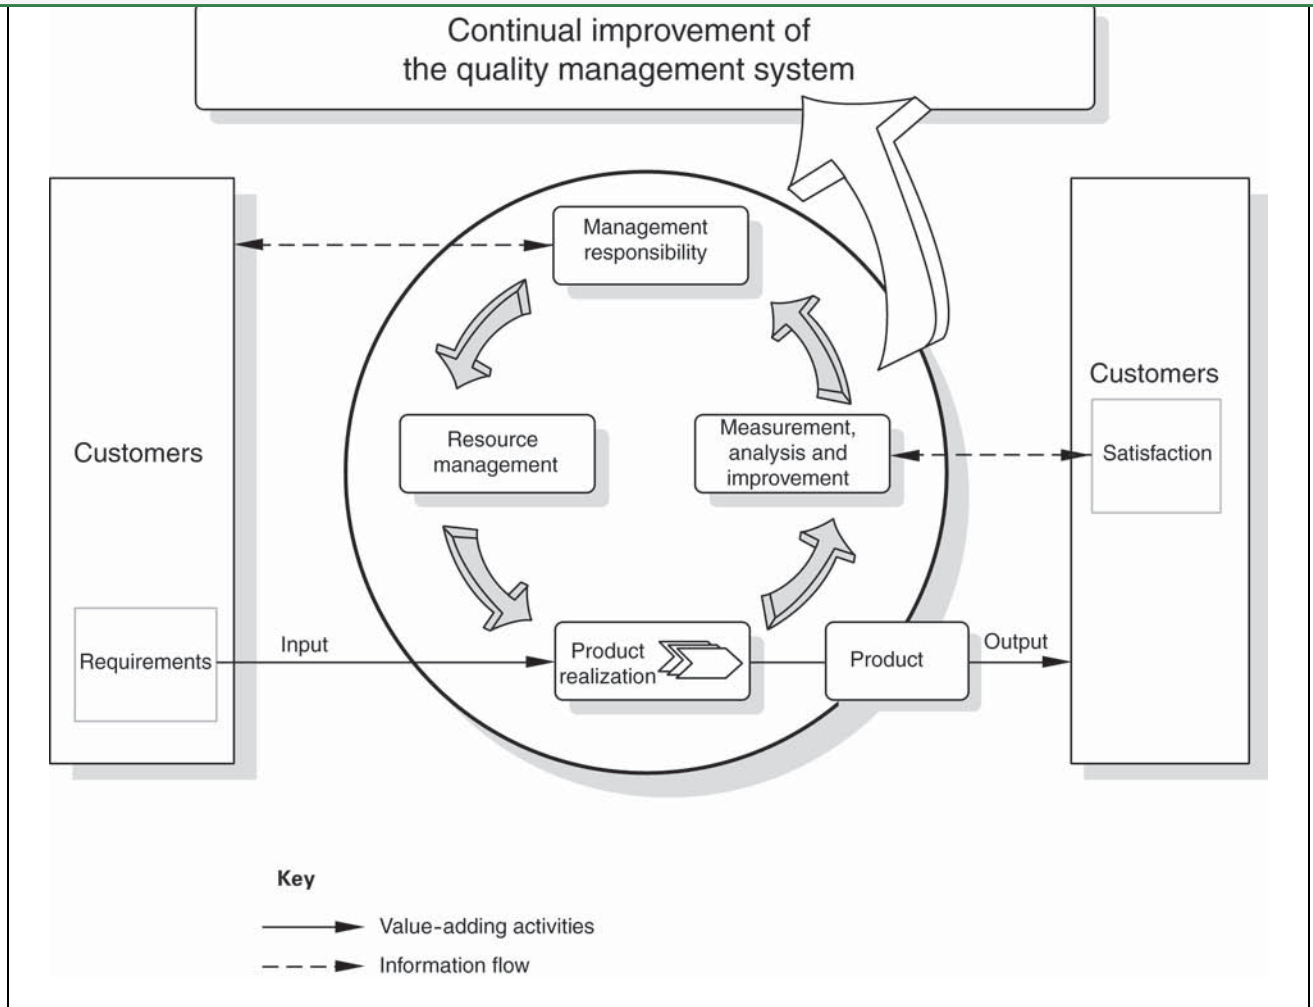 Continual improvement of
the quality management system
Management
responsibility
Customers
Resource
management
Measurement,
analysis and
improvement
Customers
Satisfaction
Requirements
Input
Product
realization
Product
Output
Key
Value-adding activities
Information flow